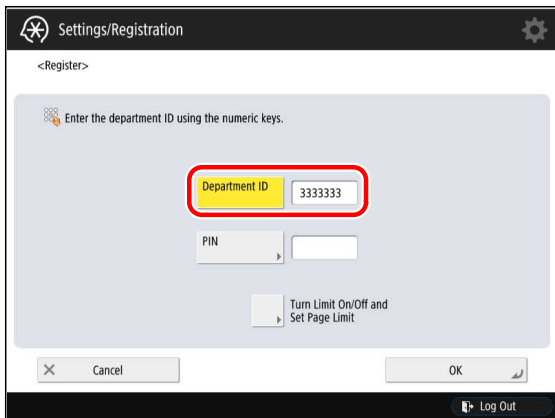 Settings/Registration
<Register>
Enter the department ID using the numeric keys.
Department ID
3333333
PIN
Turn Limit On/Off and
Set Page Limit
Cancel
OK
Log Out